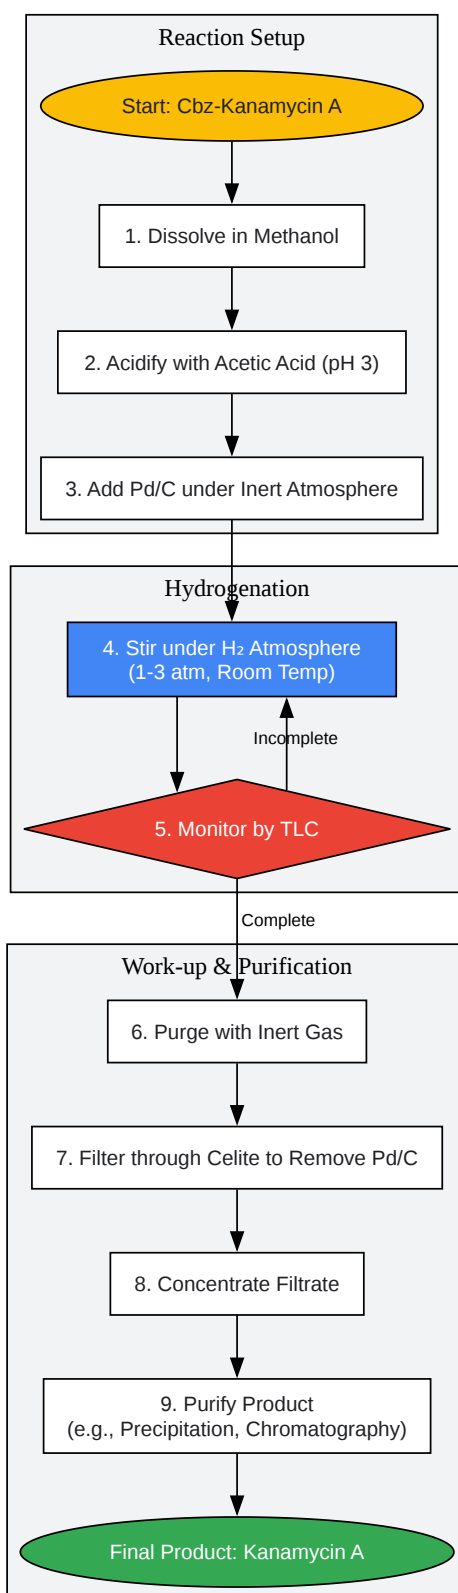 Reaction Setup
Start: Cbz-Kanamycin A
1. Dissolve in Methanol
2. Acidify with Acetic Acid (pH 3)
3. Add Pd/C under Inert Atmosphere
Hydrogenation
4. Stir under H₂ Atmosphere
(1-3 atm, Room Temp)
Incomplete
5. Monitor by TLC
Complete
Work-up & Purification
6. Purge with Inert Gas
7. Filter through Celite to Remove Pd/C
8. Concentrate Filtrate
9. Purify Product
(e.g., Precipitation, Chromatography)
Final Product: Kanamycin A